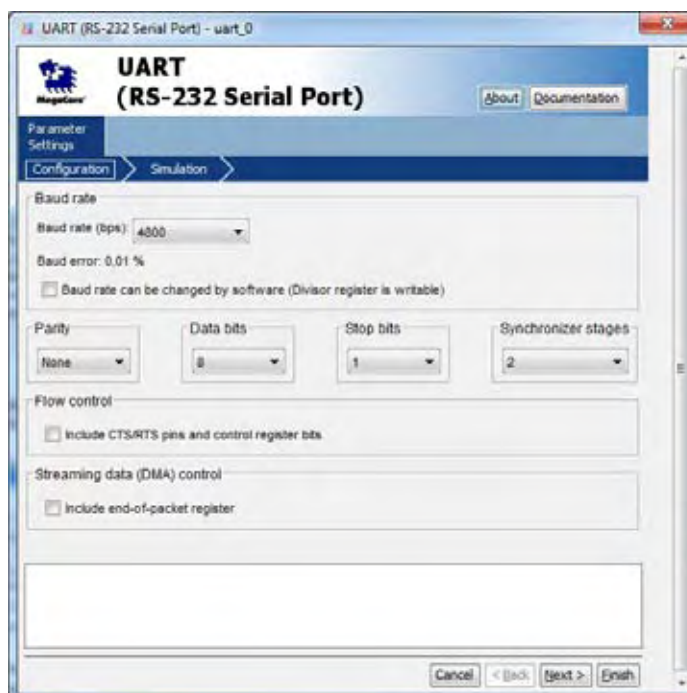 UART (RS-232 Serial Port) - uart_0
UART
(RS-232 Serial Port)
MegaCore'
About Documentation
Parameter
Settings
Configuration Simulation
Baud rate
Baud rate (bps): 4800
Baud error: 0,01 %
Baud rate can be changed by software (Divisor register is writable)
Parity Data bits Stop bits Synchronizer stages
None 8 1 2
Flow control
Include CTS/RTS pins and control register bits
Streaming data (DMA) control
Include end-of-packet register
Cancel < Back Next > Finish